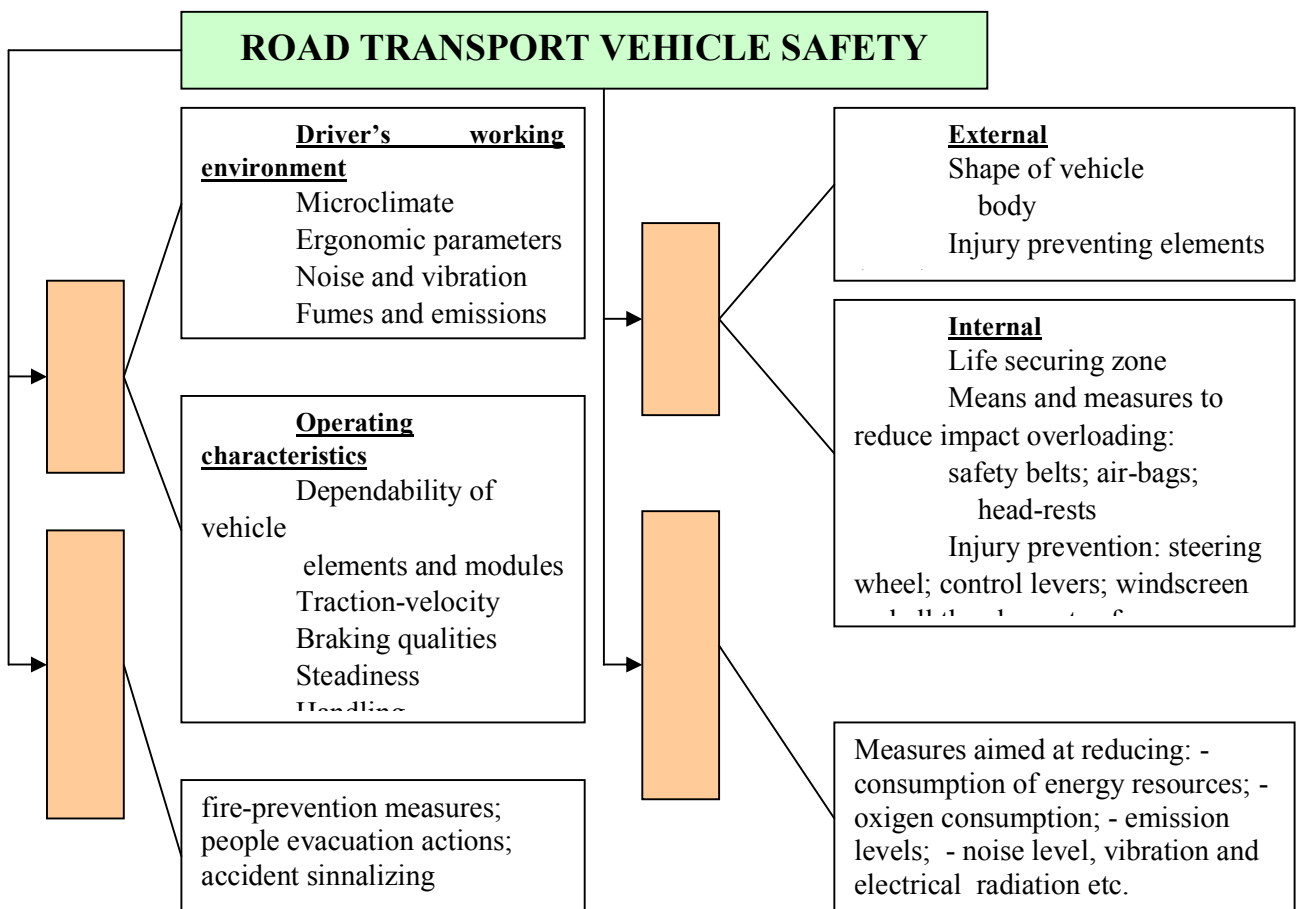 ROAD TRANSPORT VEHICLE SAFETY
Driver's working
environment
Microclimate
Ergonomic parameters
Noise and vibration
Fumes and emissions
Operating
characteristics
Dependability of
vehicle
elements and modules
Traction-velocity
Braking qualities
Steadiness
Handling
fire-prevention measures;
people evacuation actions;
accident sinnalizing
External
Shape of vehicle
body
Injury preventing elements
Internal
Life securing zone
Means and measures to
reduce impact overloading:
safety belts; air-bags;
head-rests
Injury prevention: steering
wheel; control levers; windscreen
Measures aimed at reducing: -
consumption of energy resources; -
oxigen consumption; - emission
levels;  - noise level, vibration and
electrical  radiation etc.